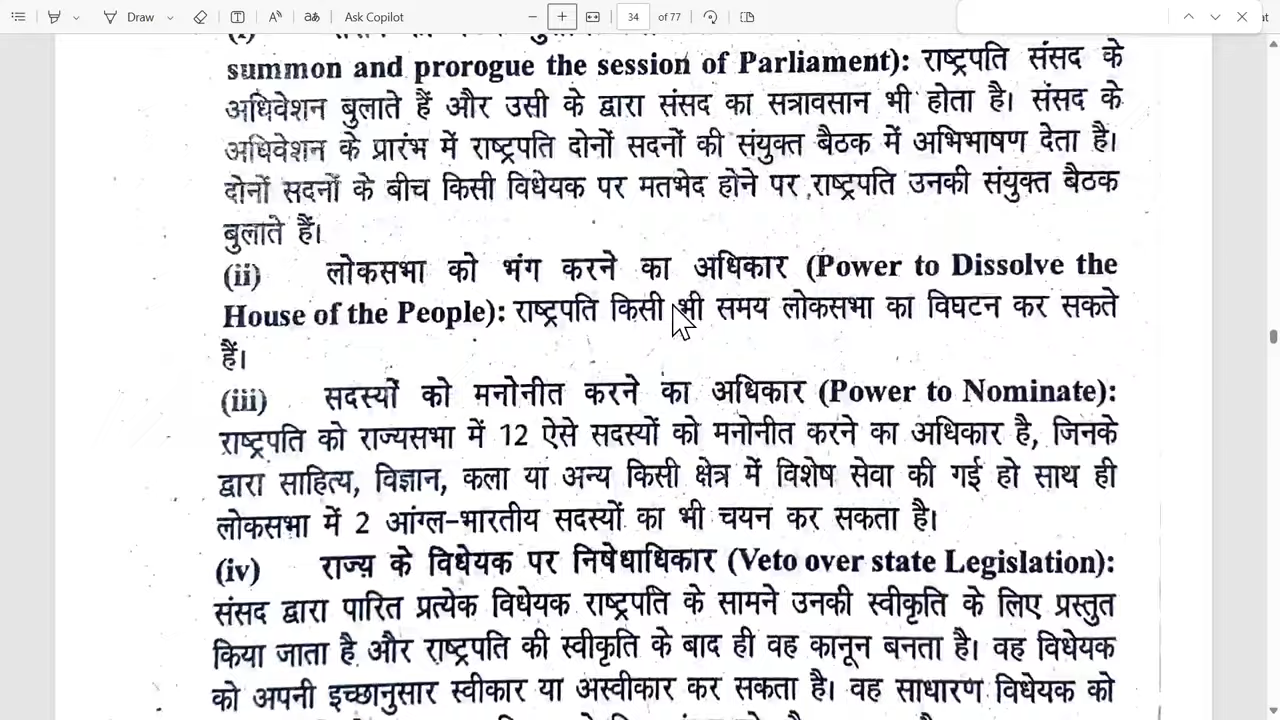 Draw
Ask Copilot
34 of 77
summon and prorogue the session of Parliament): राष्ट्रपति संसद के
अधिवेशन बुलाते हैं और उसी के द्वारा संसद का सत्रावसान भी होता है। संसद के
अधिवेशन के प्रारंभ में राष्ट्रपति दोनों सदनों की संयुक्त बैठक में अभिभाषण देता है।
दोनों सदनों के बीच किसी विधेयक पर मतभेद होने पर राष्ट्रपति उनकी संयुक्त बैठक
बुलाते हैं।
(ii) लोकसभा को भंग करने का अधिकार (Power to Dissolve the
House of the People): राष्ट्रपति किसी भी समय लोकसभा का विघटन कर सकते
हैं।
(iii) सदस्यों को मनोनीत करने का अधिकार (Power to Nominate):
राष्ट्रपति को राज्यसभा में 12 ऐसे सदस्यों को मनोनीत करने का अधिकार है, जिनके
द्वारा साहित्य, विज्ञान, कला या अन्य किसी क्षेत्र में विशेष सेवा की गई हो साथ ही
लोकसभा में 2 आंग्ल-भारतीय सदस्यों का भी चयन कर सकता है।
(iv) राज्य के विधेयक पर निषेधाधिकार (Veto over state Legislation):
संसद द्वारा पारित प्रत्येक विधेयक राष्ट्रपति के सामने उनकी स्वीकृति के लिए प्रस्तुत
किया जाता है और राष्ट्रपति की स्वीकृति के बाद ही वह कानून बनता है। वह विधेयक
को अपनी इच्छानुसार स्वीकार या अस्वीकार कर सकता है। वह साधारण विधेयक को